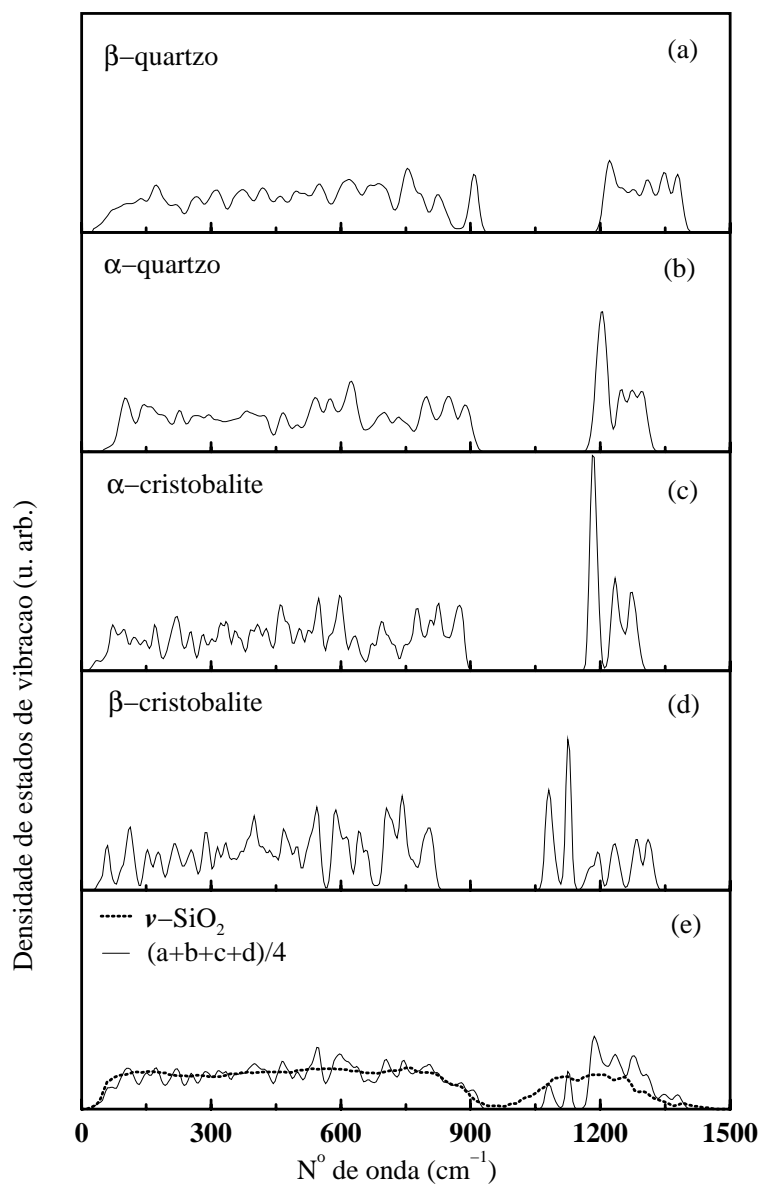 β−quartzo
(a)
α−quartzo
(b)
α−cristobalite
(c)
β−cristobalite
(d)
ν−SiO2
(a+b+c+d)/4
(e)
Densidade de estados de vibracao (u. arb.)
0 300 600 900 1200 1500
Nº de onda (cm−1)